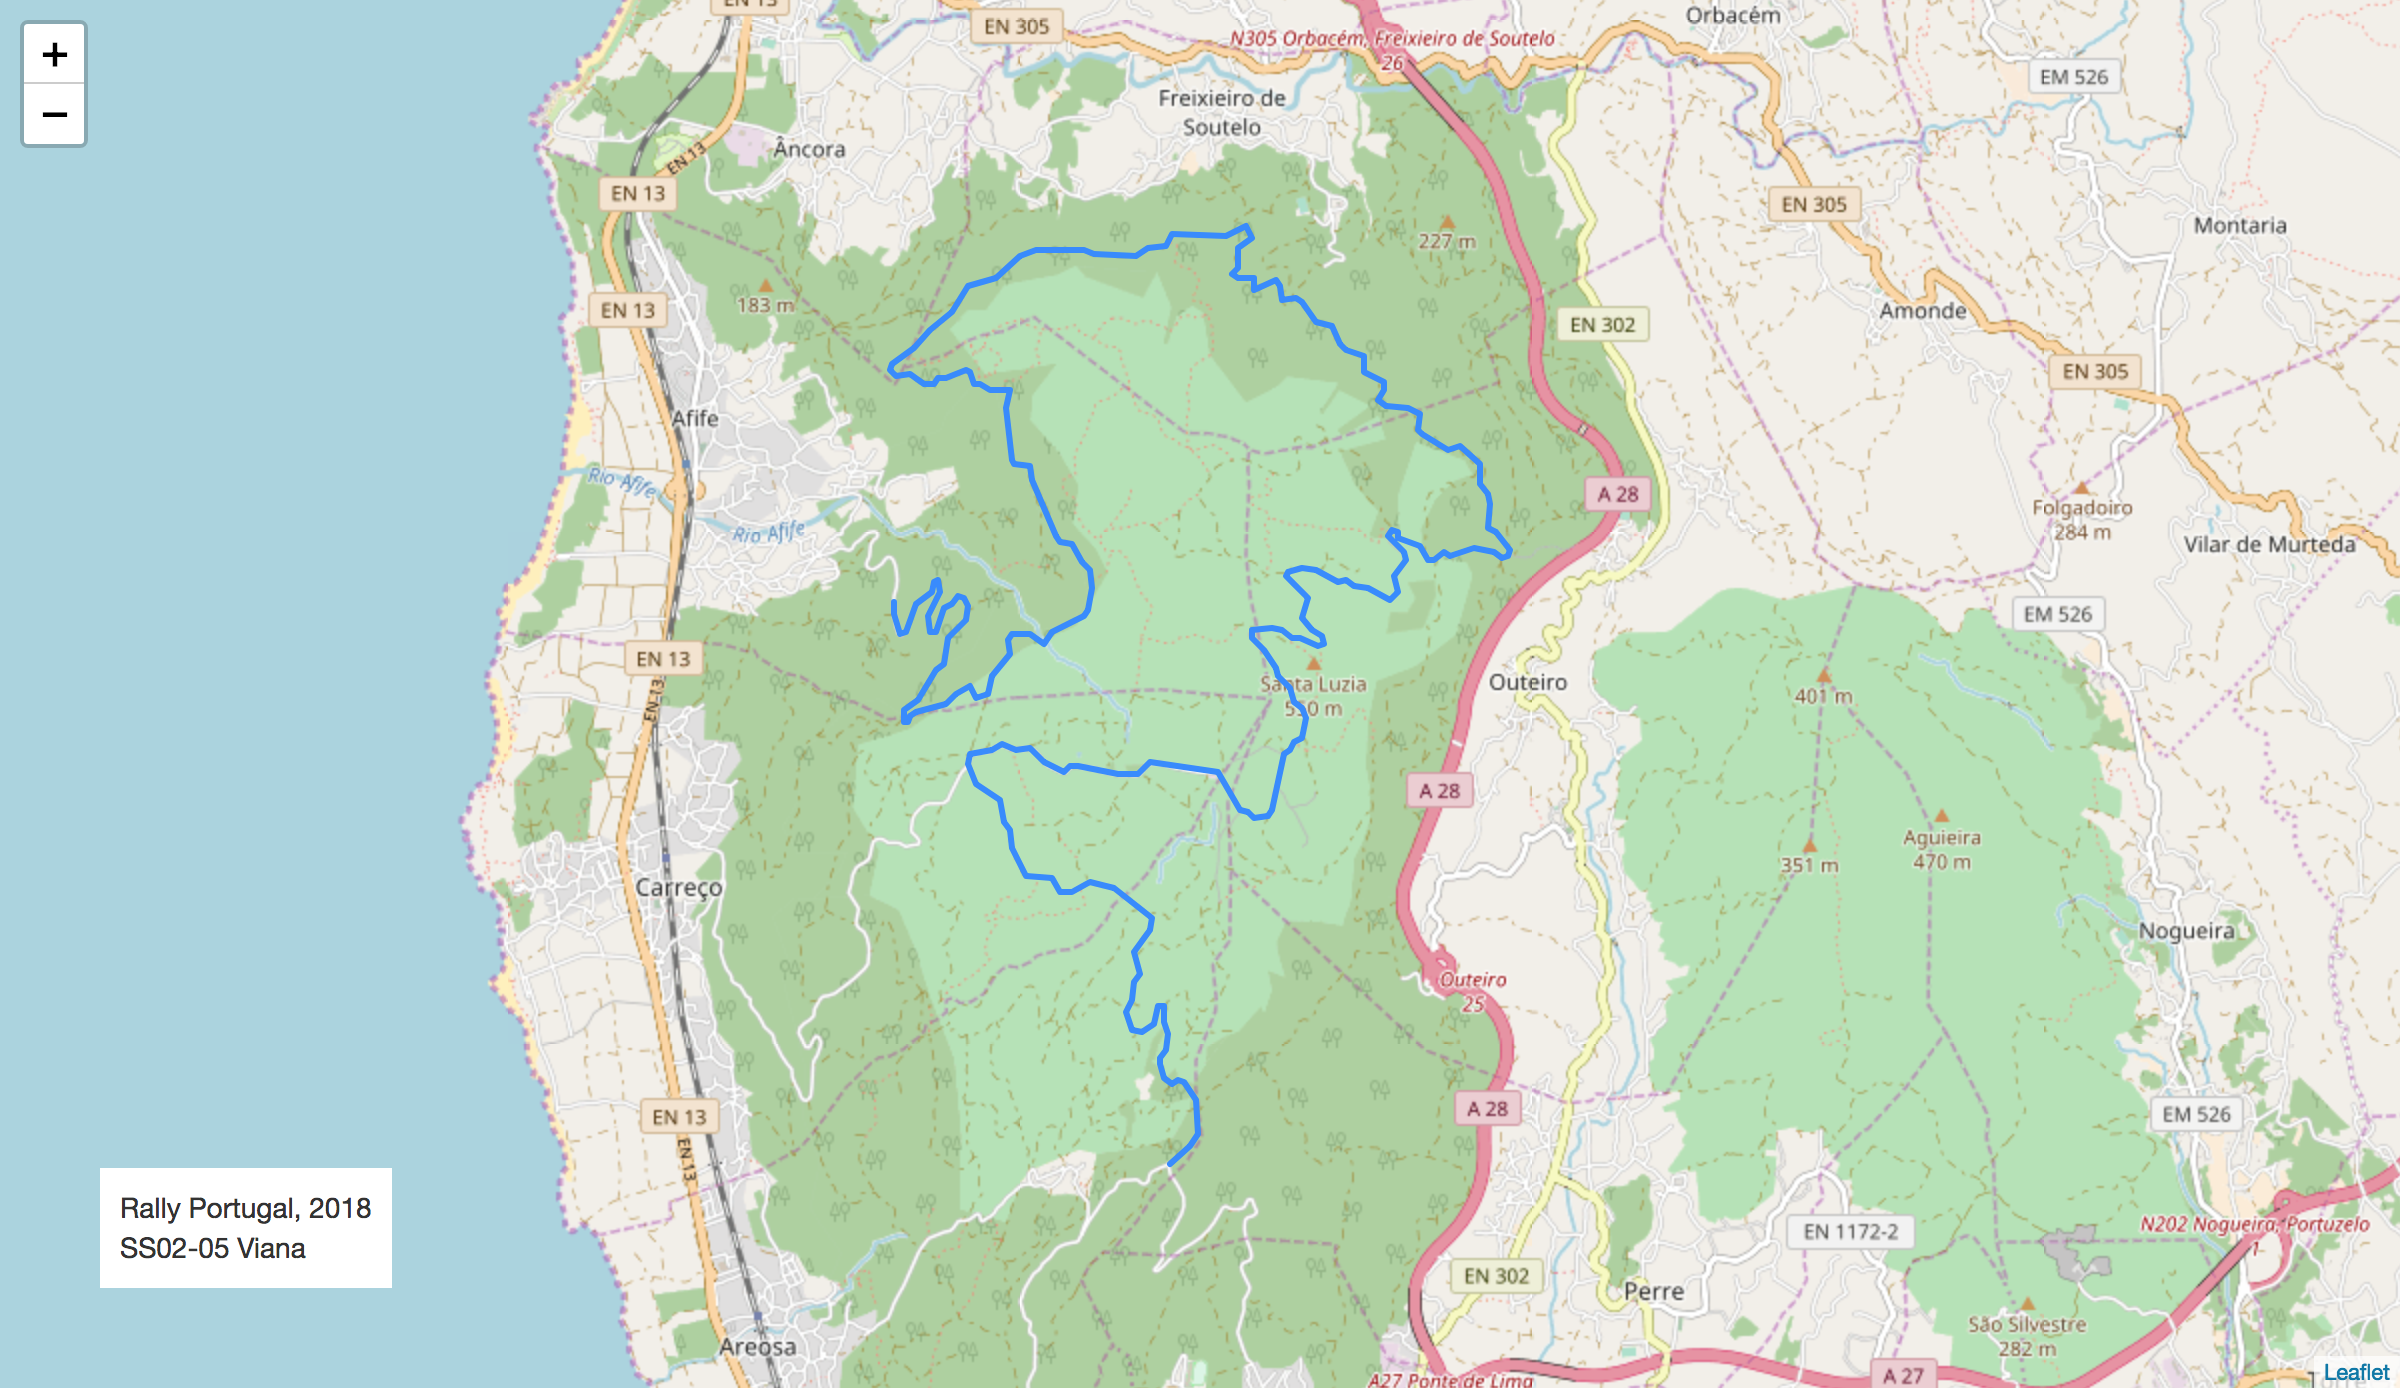 +
−
EN 13
EN 305
N305 Orbacém, Freixieiro de Soutelo
26
Orbacém
EM 526
Freixieiro de
Soutelo
Âncora
EN 13
EN 13
EN 305
Montaria
227 m
183 m
EN 13
EN 302
Amonde
EN 305
Afife
Rio Afife
Rio Afife
A 28
Folgadoiro
284 m
Vilar de Murteda
EM 526
EN 13
EN 13
Santa Luzia
550 m
Outeiro
401 m
A 28
Aguieira
470 m
351 m
Carreço
Nogueira
Outeiro
25
EN 13
EN 13
A 28
EM 526
Rally Portugal, 2018
SS02-05 Viana
EN 1172-2
N202 Nogueira, Portuzelo
1
EN 302
Perre
São Silvestre
282 m
Areosa
A27 Ponte de Lima
A 27
Leaflet